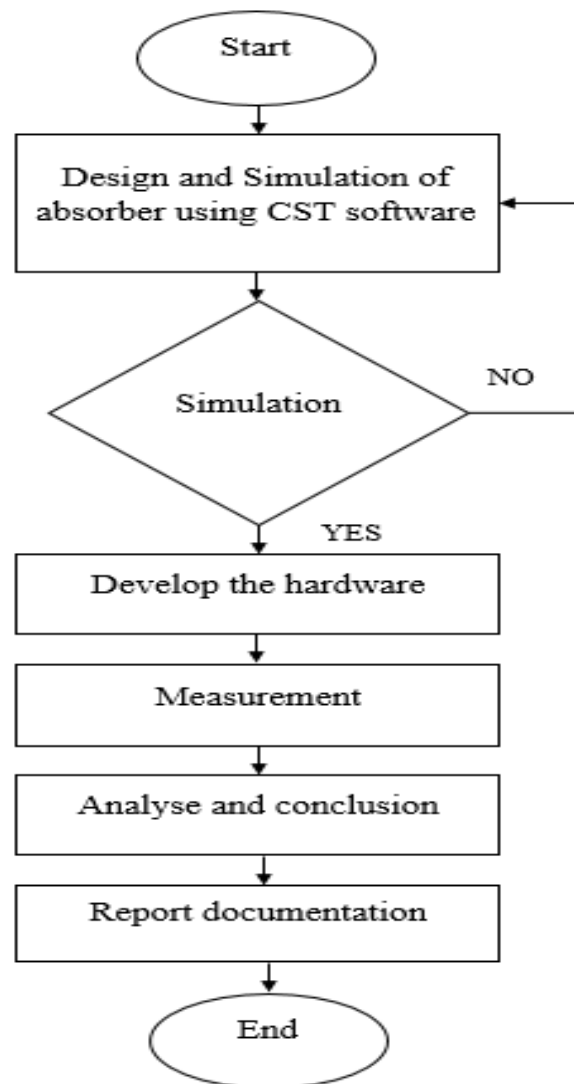 Start
Design and Simulation of
absorber using CST software
Simulation
NO
YES
Develop the hardware
Measurement
Analyse and conclusion
Report documentation
End